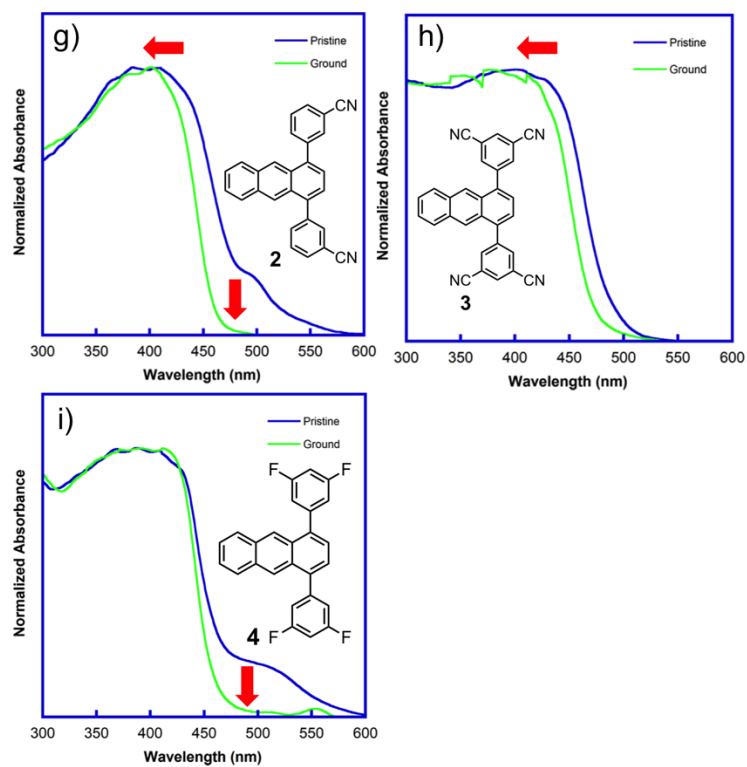 g)
Pristine
Ground
CN
CN
2
Normalized Absorbance
300 350 400 450 500 550 600
Wavelength (nm)
h)
Pristine
Ground
CN CN
CN CN
3
Normalized Absorbance
300 350 400 450 500 550 600
Wavelength (nm)
i)
Pristine
Ground
F F
F F
4
Normalized Absorbance
300 350 400 450 500 550 600
Wavelength (nm)